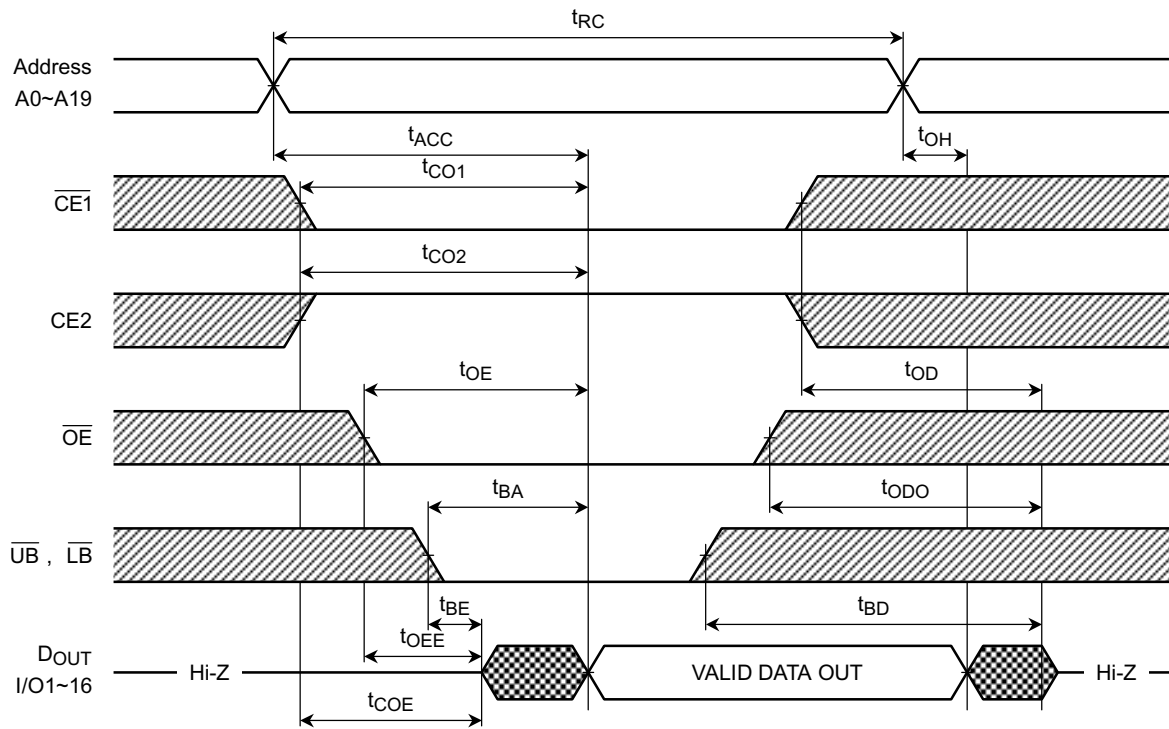 tRC
Address
A0~A19
tACC
tOH
tCO1
CE1
tCO2
CE2
tOE
tOD
OE
tBA
tODO
UB , LB
tBE
tBD
tOEE
DOUT
I/O1~16
Hi-Z
VALID DATA OUT
Hi-Z
tCOE